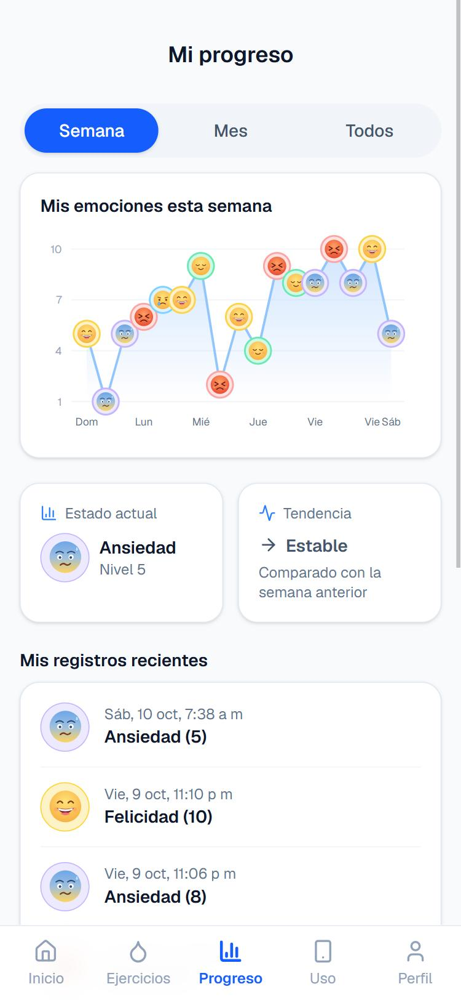 Mi progreso
Semana Mes Todos
Mis emociones esta semana
10
7
4
1
Dom Lun Mié Jue Vie Vie Sáb
Estado actual
Ansiedad
Nivel 5
Tendencia
Estable
Comparado con la
semana anterior
Mis registros recientes
Sáb, 10 oct, 7:38 a m
Ansiedad (5)
Vie, 9 oct, 11:10 p m
Felicidad (10)
Vie, 9 oct, 11:06 p m
Ansiedad (8)
Inicio Ejercicios Progreso Uso Perfil